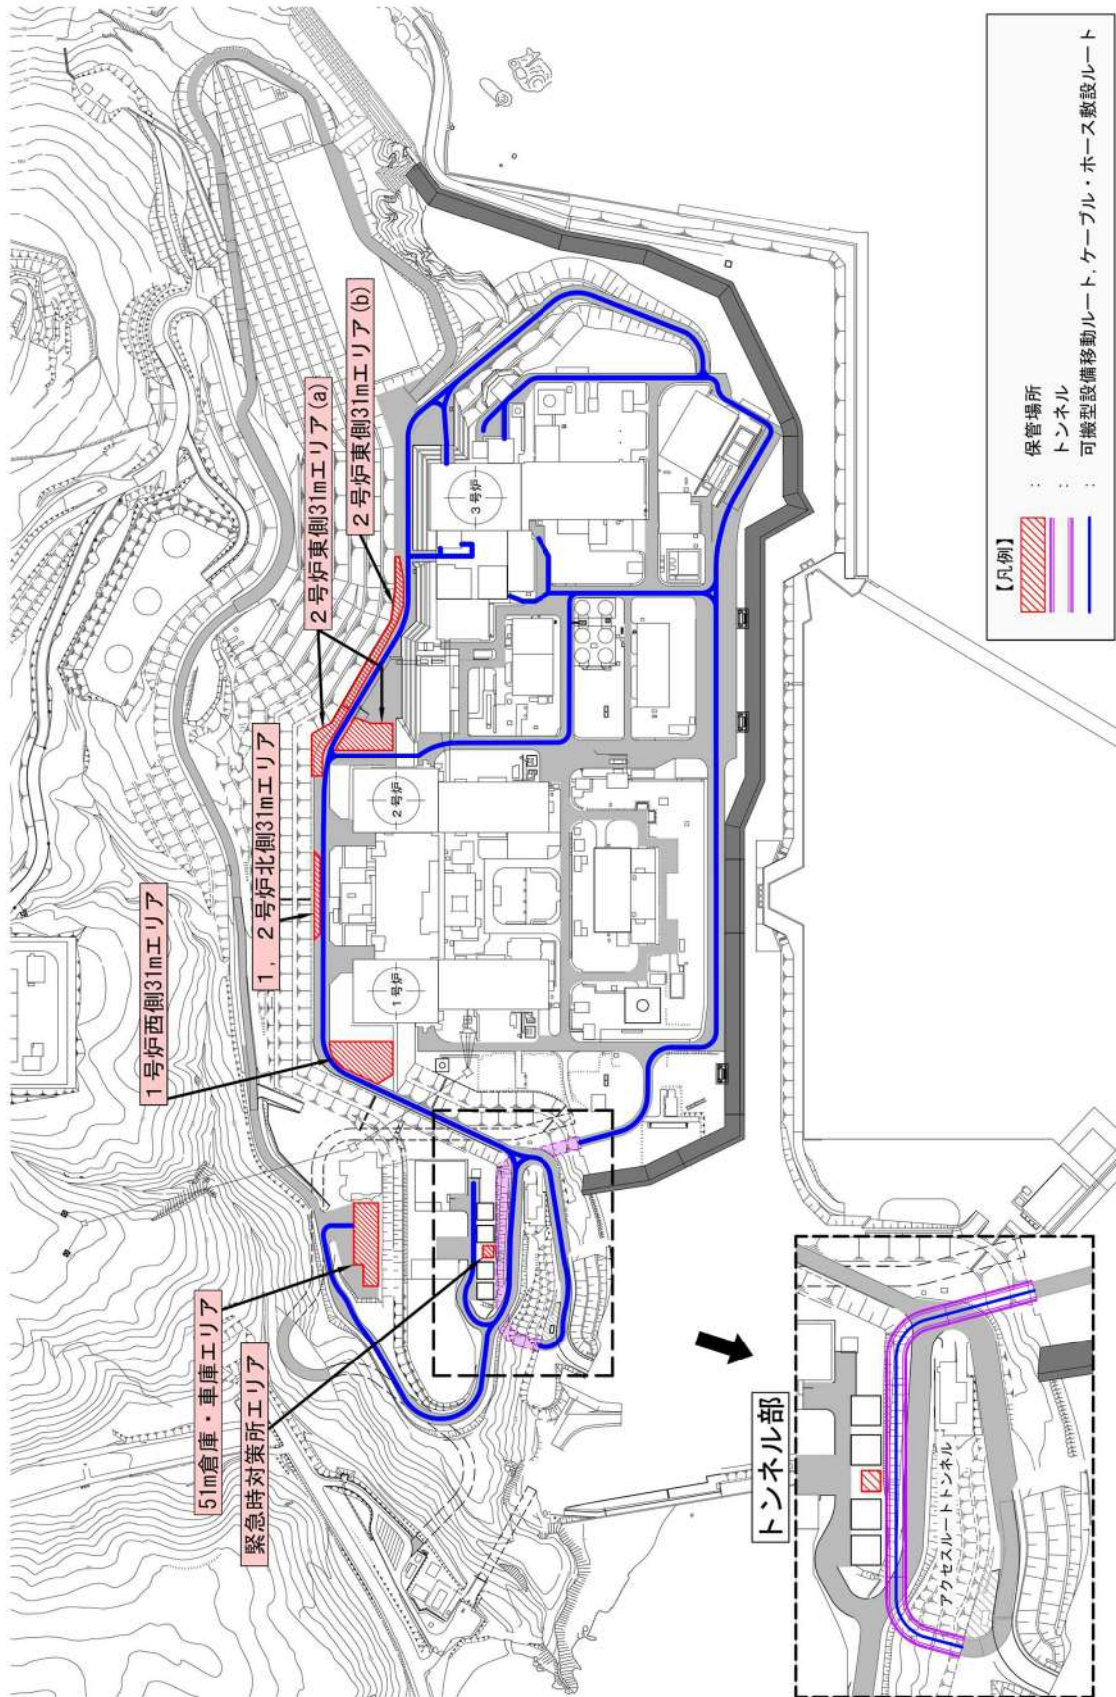 51m倉庫・車庫エリア
緊急時対策所エリア
1号炉西側31mエリア
1，2号炉北側31mエリア
2号炉東側31mエリア(a)
2号炉東側31mエリア(b)
1号炉
2号炉
3号炉
トンネル部
アクセスルートトンネル
【凡例】
： 保管場所
： トンネル
： 可搬型設備移動ルート，ケーブル・ホース敷設ルート